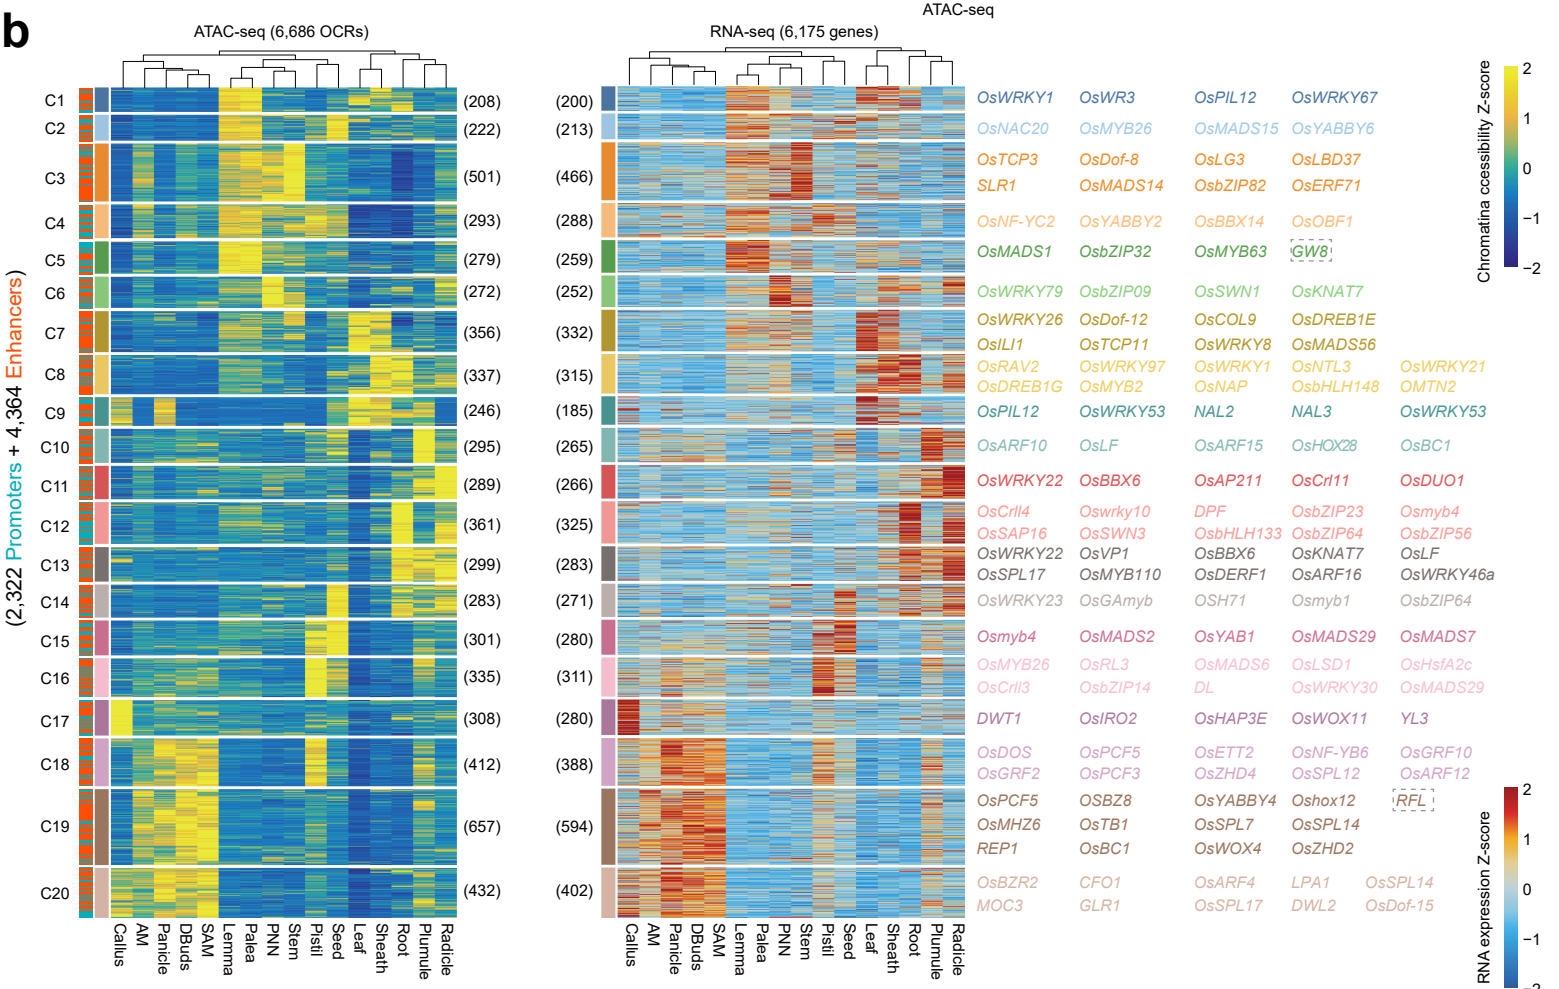 b
ATAC-seq
ATAC-seq (6,686 OCRs)
RNA-seq (6,175 genes)
(2,322 Promoters + 4,364 Enhancers)
C1 (208) (200) OsWRKY1 OsWR3 OsPIL12 OsWRKY67
C2 (222) (213) OsNAC20 OsMYB26 OsMADS15 OsYABBY6
C3 (501) (466) OsTCP3 OsDof-8 OsLG3 OsLBD37
SLR1 OsMADS14 OsbZIP82 OsERF71
C4 (293) (288) OsNF-YC2 OsYABBY2 OsBBX14 OsOBF1
C5 (279) (259) OsMADS1 OsbZIP32 OsMYB63 GW8
C6 (272) (252) OsWRKY79 OsbZIP09 OsSWN1 OsKNAT7
C7 (356) (332) OsWRKY26 OsDof-12 OsCOL9 OsDREB1E
OsILI1 OsTCP11 OsWRKY8 OsMADS56
C8 (337) (315) OsRAV2 OsWRKY97 OsWRKY1 OsNTL3 OsWRKY21
OsDREB1G OsMYB2 OsNAP OsbHLH148 OMTN2
C9 (246) (185) OsPIL12 OsWRKY53 NAL2 NAL3 OsWRKY53
C10 (295) (265) OsARF10 OsLF OsARF15 OsHOX28 OsBC1
C11 (289) (266) OsWRKY22 OsBBX6 OsAP211 OsCrl11 OsDUO1
C12 (361) (325) OsCrll4 Oswrky10 DPF OsbZIP23 Osmyb4
OsSAP16 OsSWN3 OsbHLH133 OsbZIP64 OsbZIP56
C13 (299) (283) OsWRKY22 OsVP1 OsBBX6 OsKNAT7 OsLF
OsSPL17 OsMYB110 OsDERF1 OsARF16 OsWRKY46a
C14 (283) (271) OsWRKY23 OsGAmyb OSH71 Osmyb1 OsbZIP64
C15 (301) (280) Osmyb4 OsMADS2 OsYAB1 OsMADS29 OsMADS7
C16 (335) (311) OsMYB26 OsRL3 OsMADS6 OsLSD1 OsHsfA2c
OsCrll3 OsbZIP14 DL OsWRKY30 OsMADS29
C17 (308) (280) DWT1 OsIRO2 OsHAP3E OsWOX11 YL3
C18 (412) (388) OsDOS OsPCF5 OsETT2 OsNF-YB6 OsGRF10
OsGRF2 OsPCF3 OsZHD4 OsSPL12 OsARF12
C19 (657) (594) OsPCF5 OSBZ8 OsYABBY4 Oshox12 RFL
OsMHZ6 OsTB1 OsSPL7 OsSPL14
REP1 OsBC1 OsWOX4 OsZHD2
C20 (432) (402) OsBZR2 CFO1 OsARF4 LPA1 OsSPL14
MOC3 GLR1 OsSPL17 DWL2 OsDof-15
Callus AM Panicle DBuds SAM Lemma Palea PNN Stem Pistil Seed Leaf Sheath Root Plumule Radicle
Callus AM Panicle DBuds SAM Lemma Palea PNN Stem Pistil Seed Leaf Sheath Root Plumule Radicle
Chromatina ccessibility Z-score
2
1
0
−1
−2
RNA expression Z-score
2
1
0
−1
−2